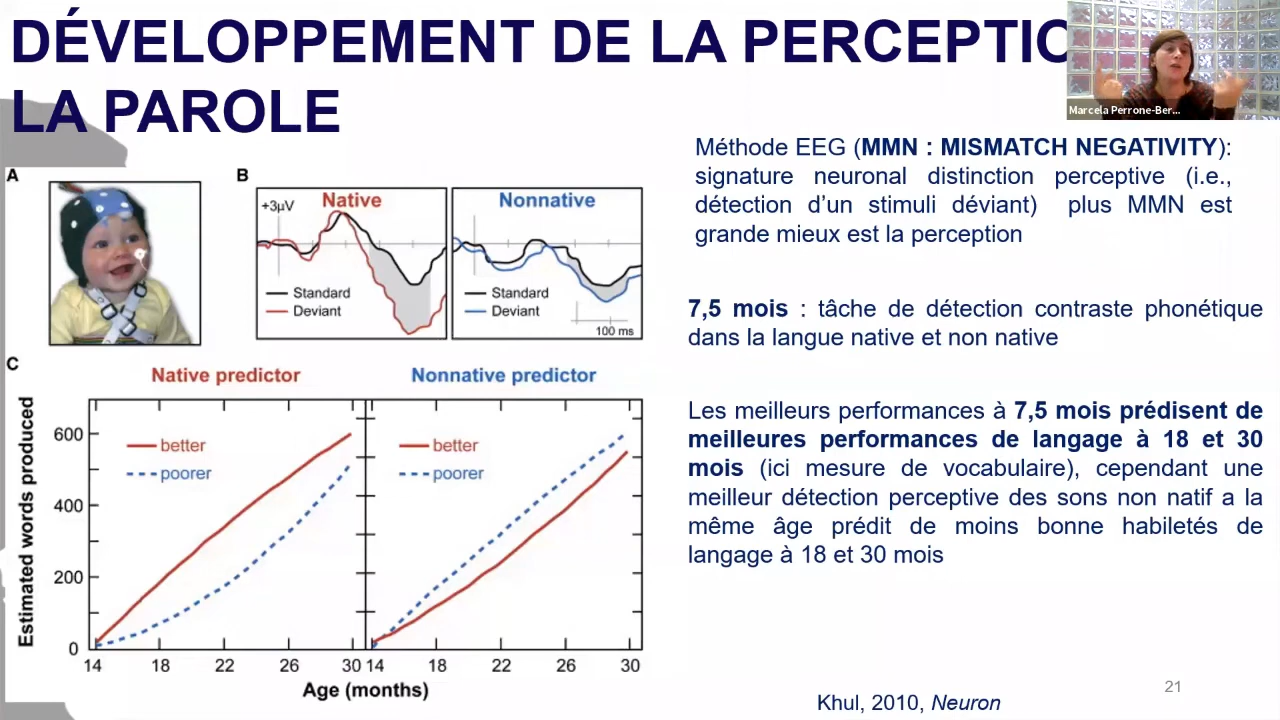 DÉVELOPPEMENT DE LA PERCEPTIO
LA PAROLE
Marcela Perrone-Ber...
Méthode EEG (MMN : MISMATCH NEGATIVITY):
signature neuronal distinction perceptive (i.e.,
détection d'un stimuli déviant) plus MMN est
grande mieux est la perception
7,5 mois : tâche de détection contraste phonétique
dans la langue native et non native
Les meilleurs performances à 7,5 mois prédisent de
meilleures performances de langage à 18 et 30
mois (ici mesure de vocabulaire), cependant une
meilleur détection perceptive des sons non natif a la
même âge prédit de moins bonne habiletés de
langage à 18 et 30 mois
A
B
+3µV
Native
Standard
Deviant
Nonnative
Standard
Deviant
100 ms
C
Native predictor
Nonnative predictor
Estimated words produced
600
400
200
0
better
poorer
better
poorer
14 18 22 26 30 14 18 22 26 30
Age (months)
Khul, 2010, Neuron
21